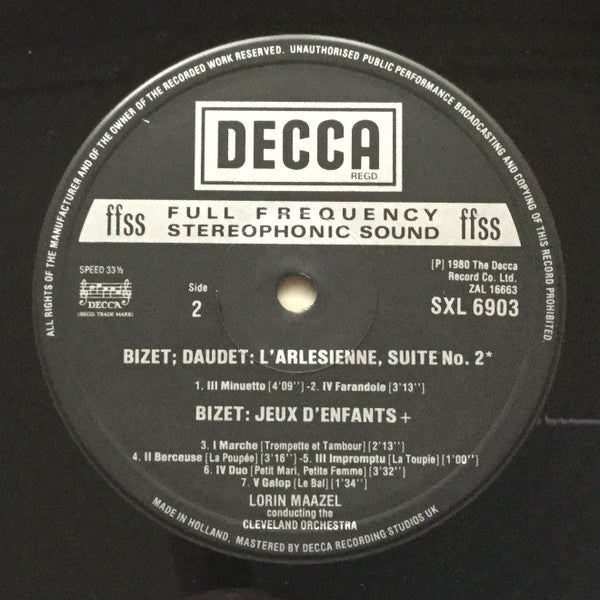 ALL RIGHTS OF THE MANUFACTURER AND OF THE OWNER OF THE RECORDED WORK RESERVED. UNAUTHORISED PUBLIC PERFORMANCE BROADCASTING AND COPYING OF THIS RECORD PROHIBITED
DECCA
REGD.
ffss FULL FREQUENCY STEREOPHONIC SOUND ffss
SPEED 33⅓
DECCA
(REGD. TRADE MARK)
Side
2
[P] 1980 The Decca
Record Co. Ltd.
ZAL 16663
SXL 6903
BIZET; DAUDET: L'ARLESIENNE, SUITE No. 2*
1. III Minuetto [4'09''] -2. IV Farandole [3'13'']
BIZET: JEUX D'ENFANTS +
3. I Marche [Trompette et Tambour] [2'13'']
4. II Berceuse [La Poupée] [3'16''] -5. III Impromptu [La Toupie] [1'00'']
6. IV Duo [Petit Mari, Petite Femme] [3'32'']
7. V Galop [Le Bal] [1'34'']
LORIN MAAZEL
conducting the
CLEVELAND ORCHESTRA
MADE IN HOLLAND, MASTERED BY DECCA RECORDING STUDIOS UK